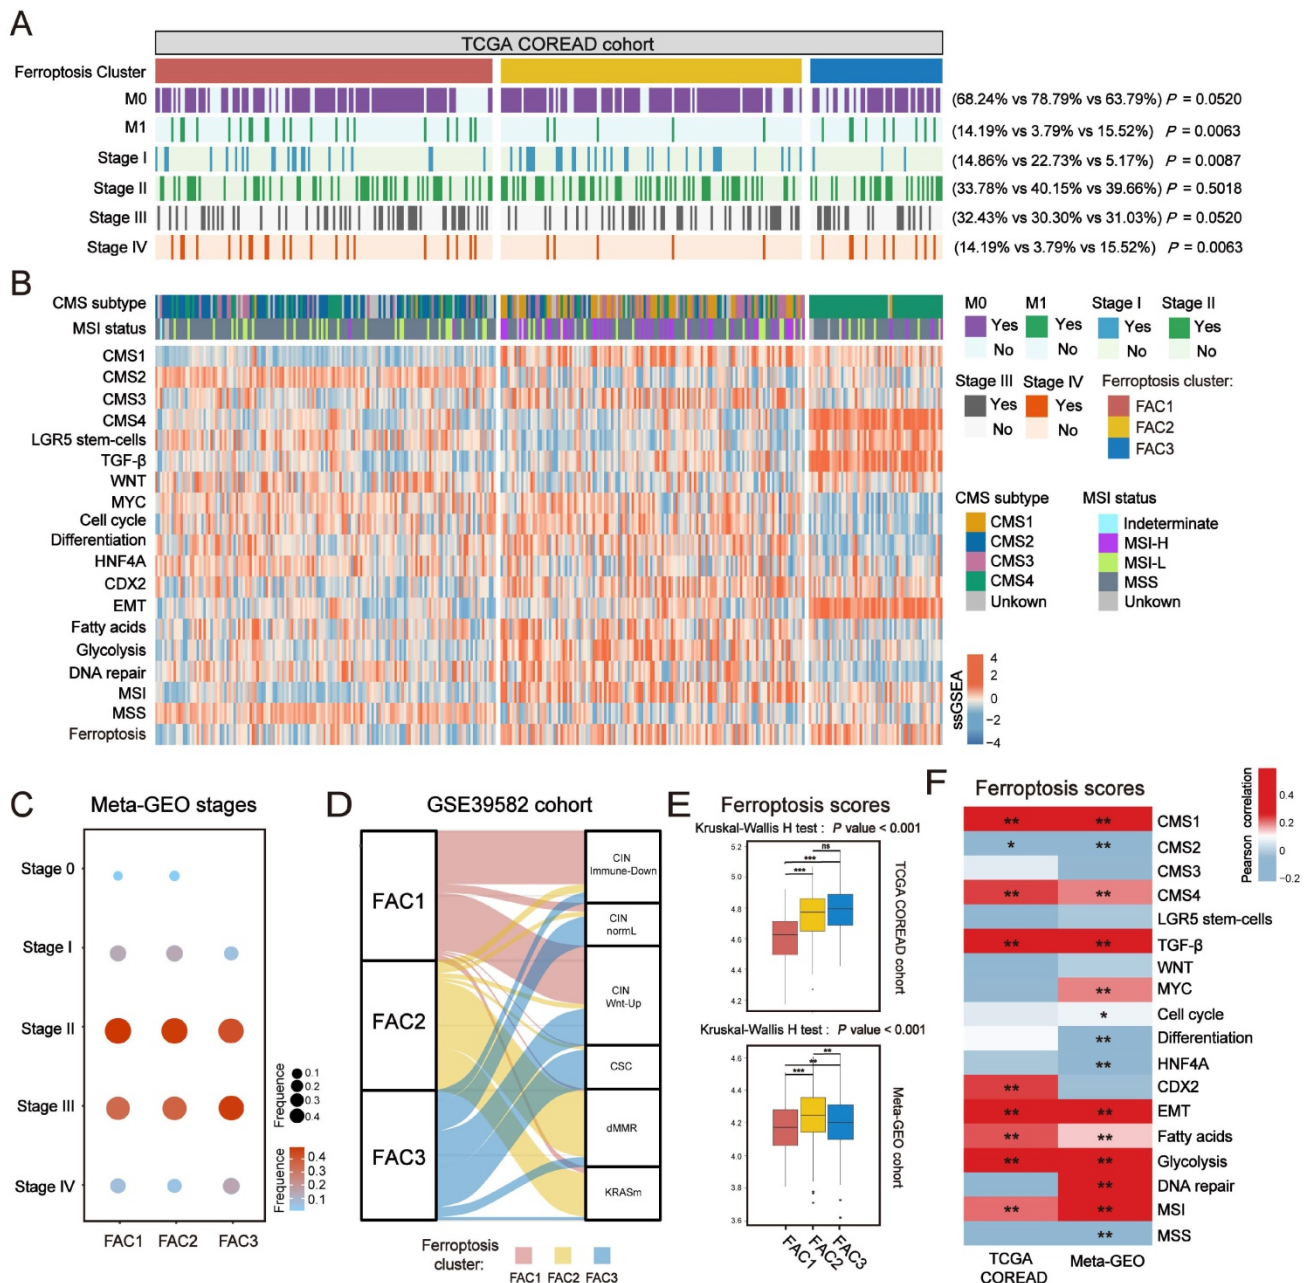 A
TCGA COREAD cohort
Ferroptosis Cluster
M0
(68.24% vs 78.79% vs 63.79%) P = 0.0520
M1
(14.19% vs 3.79% vs 15.52%) P = 0.0063
Stage I
(14.86% vs 22.73% vs 5.17%) P = 0.0087
Stage II
(33.78% vs 40.15% vs 39.66%) P = 0.5018
Stage III
(32.43% vs 30.30% vs 31.03%) P = 0.0520
Stage IV
(14.19% vs 3.79% vs 15.52%) P = 0.0063
B
CMS subtype
MSI status
CMS1
CMS2
CMS3
CMS4
LGR5 stem-cells
TGF-β
WNT
MYC
Cell cycle
Differentiation
HNF4A
CDX2
EMT
Fatty acids
Glycolysis
DNA repair
MSI
MSS
Ferroptosis
M0 M1 Stage I Stage II
Yes Yes Yes Yes
No No No No
Stage III Stage IV Ferroptosis cluster:
Yes Yes FAC1
No No FAC2
FAC3
CMS subtype MSI status
CMS1 Indeterminate
CMS2 MSI-H
CMS3 MSI-L
CMS4 MSS
Unkown Unkown
ssGSEA
4
2
0
−2
−4
C
Meta-GEO stages
Stage 0
Stage I
Stage II
Stage III
Stage IV
FAC1 FAC2 FAC3
Frequence
0.1
0.2
0.3
0.4
Frequence
0.4
0.3
0.2
0.1
D
GSE39582 cohort
FAC1
FAC2
FAC3
CIN
Immune-Down
CIN
normL
CIN
Wnt-Up
CSC
dMMR
KRASm
Ferroptosis
cluster:
FAC1 FAC2 FAC3
E
Ferroptosis scores
Kruskal-Wallis H test : P value < 0.001
5.2
5.0
4.8
4.6
4.4
4.2
ns
***
***
TCGA COREAD cohort
Kruskal-Wallis H test : P value < 0.001
4.6
4.4
4.2
4.0
3.8
3.6
**
**
***
Meta-GEO cohort
FAC1 FAC2 FAC3
F
Ferroptosis scores
Pearson correlation
0.4
0.2
0
−0.2
** ** CMS1
* ** CMS2
CMS3
** ** CMS4
LGR5 stem-cells
** ** TGF-β
WNT
** MYC
* Cell cycle
** Differentiation
** HNF4A
** CDX2
** ** EMT
** ** Fatty acids
** ** Glycolysis
** DNA repair
** ** MSI
** MSS
TCGA
COREAD
Meta-GEO